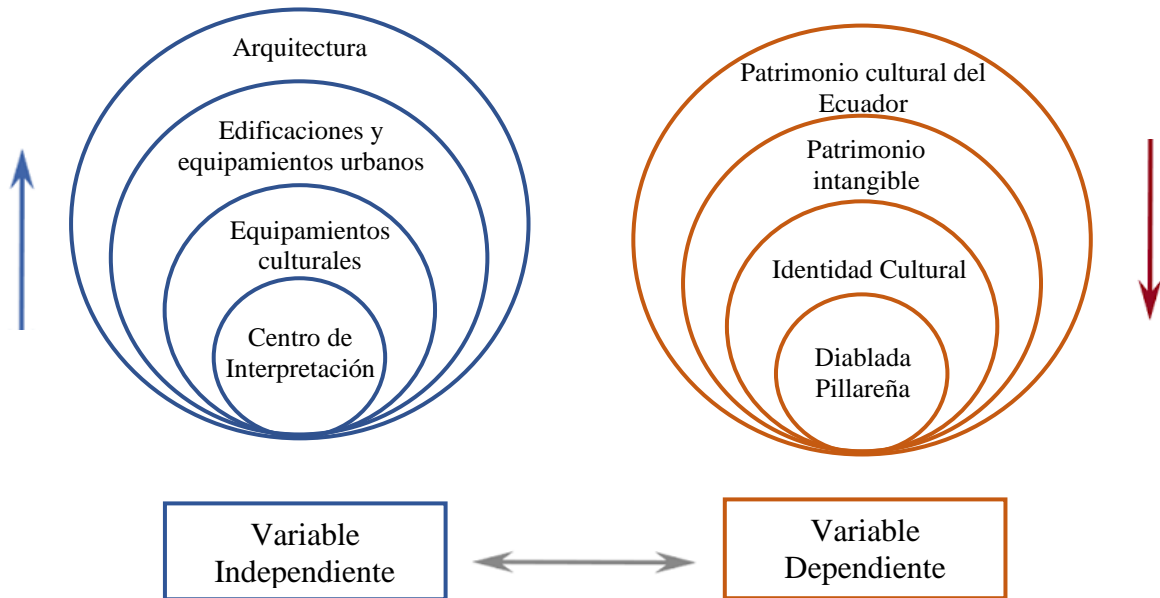 Arquitectura
Edificaciones y
equipamientos urbanos
Equipamientos
culturales
Centro de
Interpretación
Patrimonio cultural del
Ecuador
Patrimonio
intangible
Identidad Cultural
Diablada
Pillareña
Variable
Independiente
Variable
Dependiente